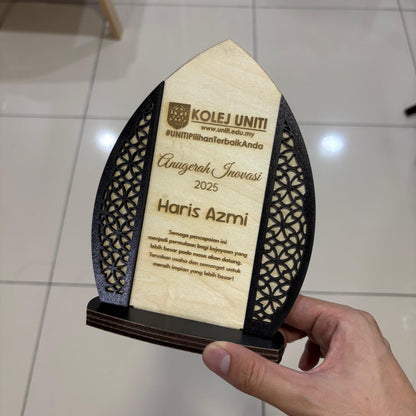 KOLEJ UNITI
www.uniti.edu.my
#UNITIPilihanTerbaikAnda
Anugerah Inovasi
2025
Haris Azmi
Semoga pencapaian ini
menjadi permulaan bagi kejayaan yang
lebih besar pada masa akan datang.
Teruskan usaha dan semangat untuk
meraih impian yang lebih besar!